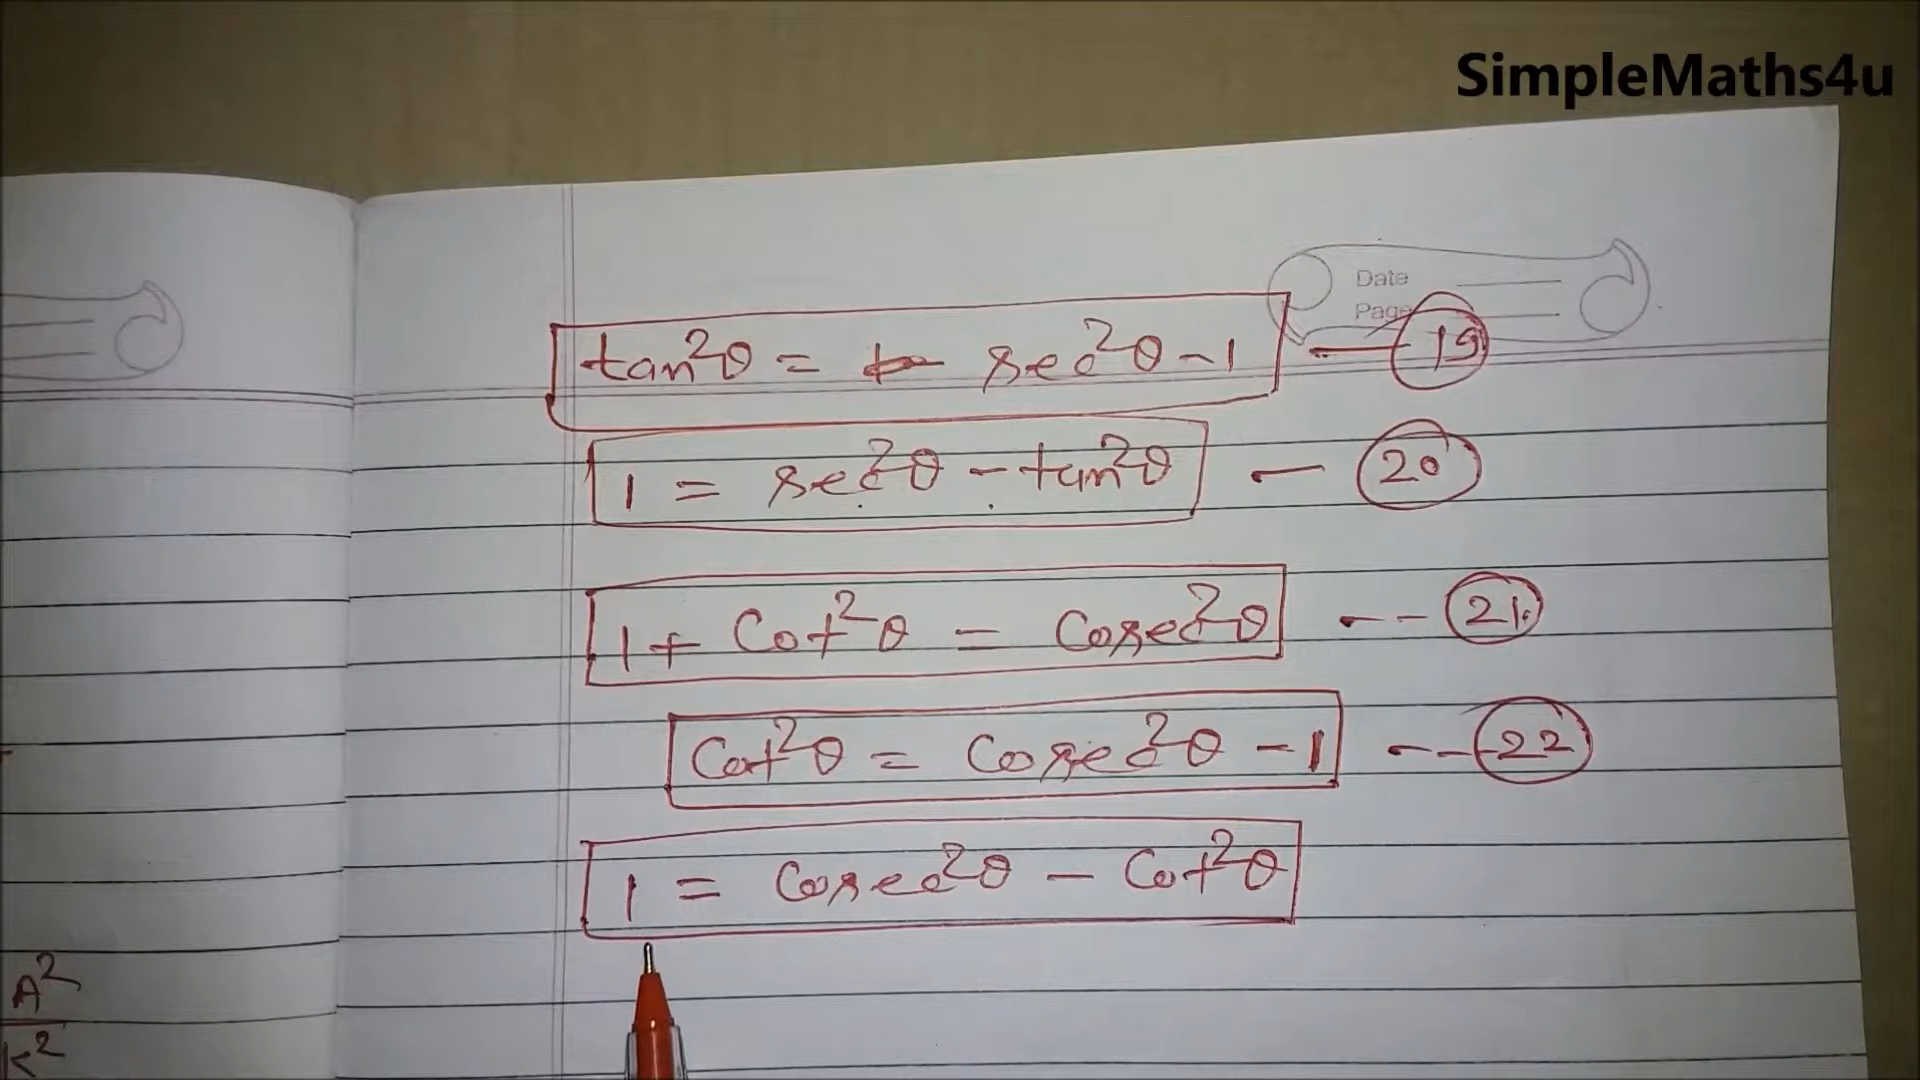 SimpleMaths4u
Date
Page
tan²θ = sec²θ - 1 — 19
1 = sec²θ - tan²θ — 20
1 + Cot²θ = Cosec²θ -- 21
Cot²θ = Cosec²θ - 1 -- 22
1 = Cosec²θ - Cot²θ
A²
K²